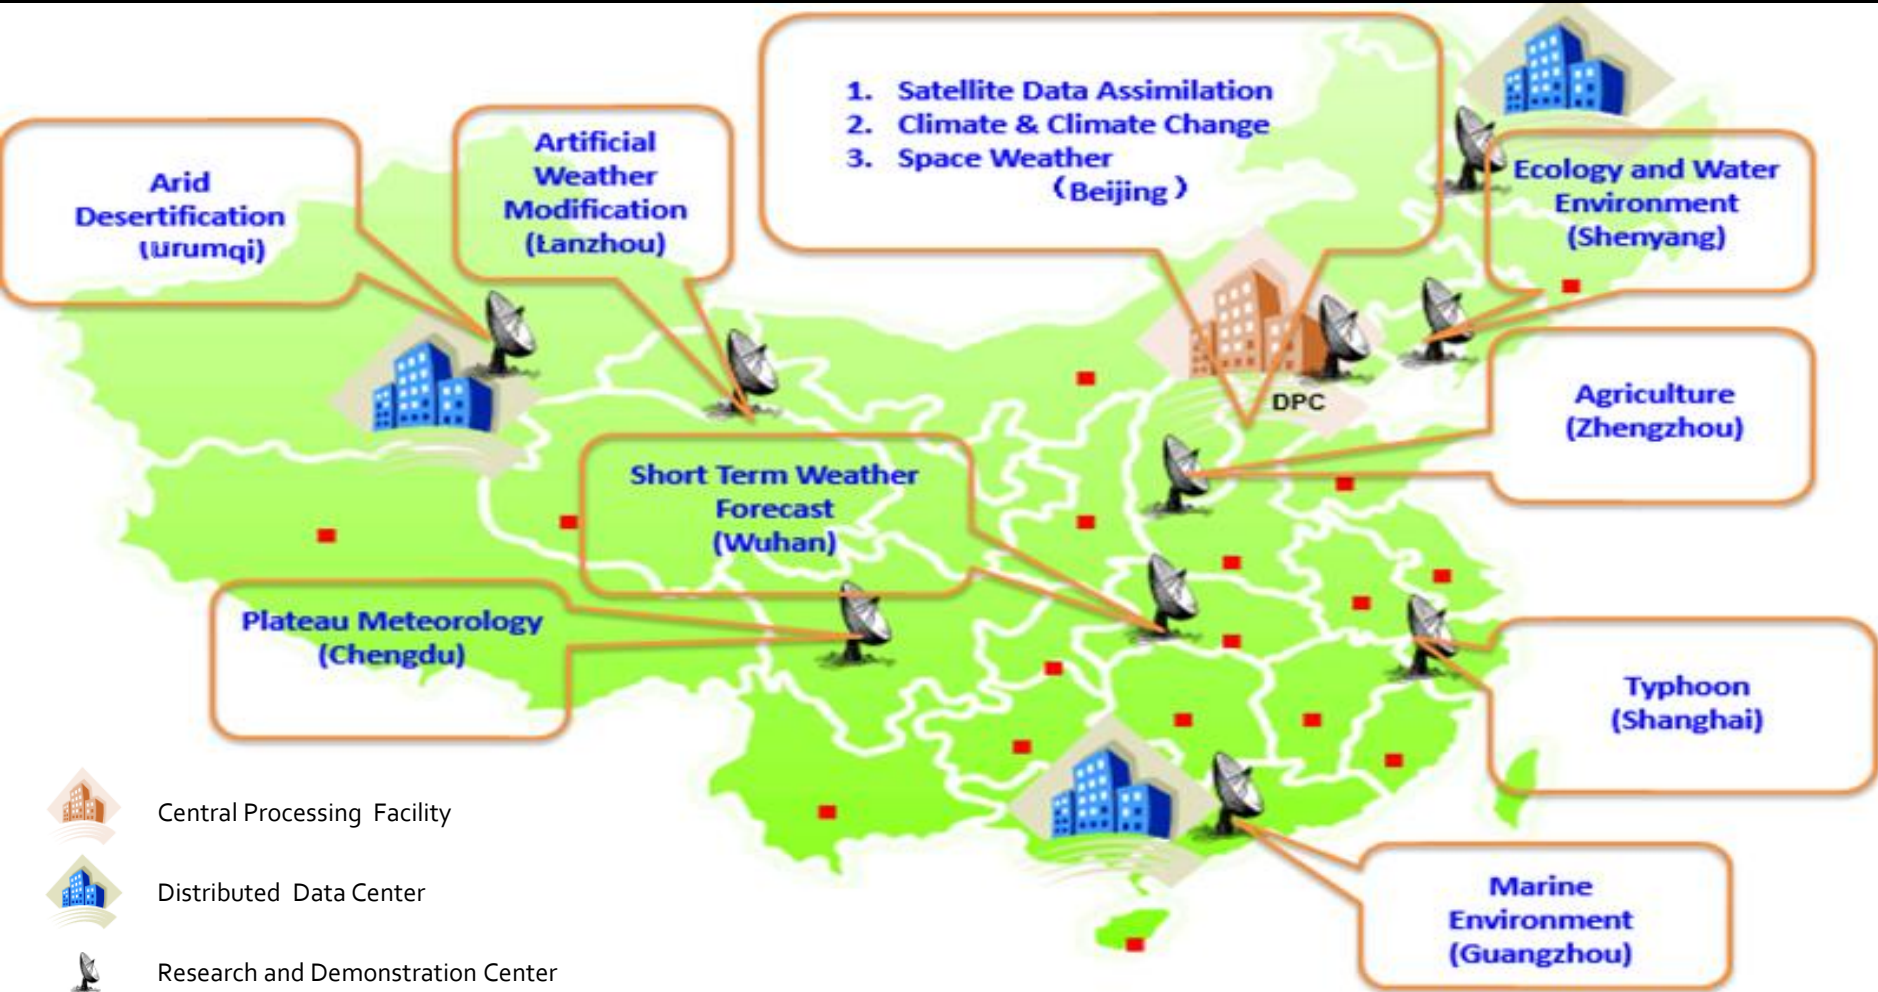 1. Satellite Data Assimilation
2. Climate & Climate Change
3. Space Weather
(Beijing)
Arid
Desertification
(Urumqi)
Artificial
Weather
Modification
(Lanzhou)
Ecology and Water
Environment
(Shenyang)
DPC
Agriculture
(Zhengzhou)
Short Term Weather
Forecast
(Wuhan)
Plateau Meteorology
(Chengdu)
Typhoon
(Shanghai)
Marine
Environment
(Guangzhou)
Central Processing Facility
Distributed Data Center
Research and Demonstration Center